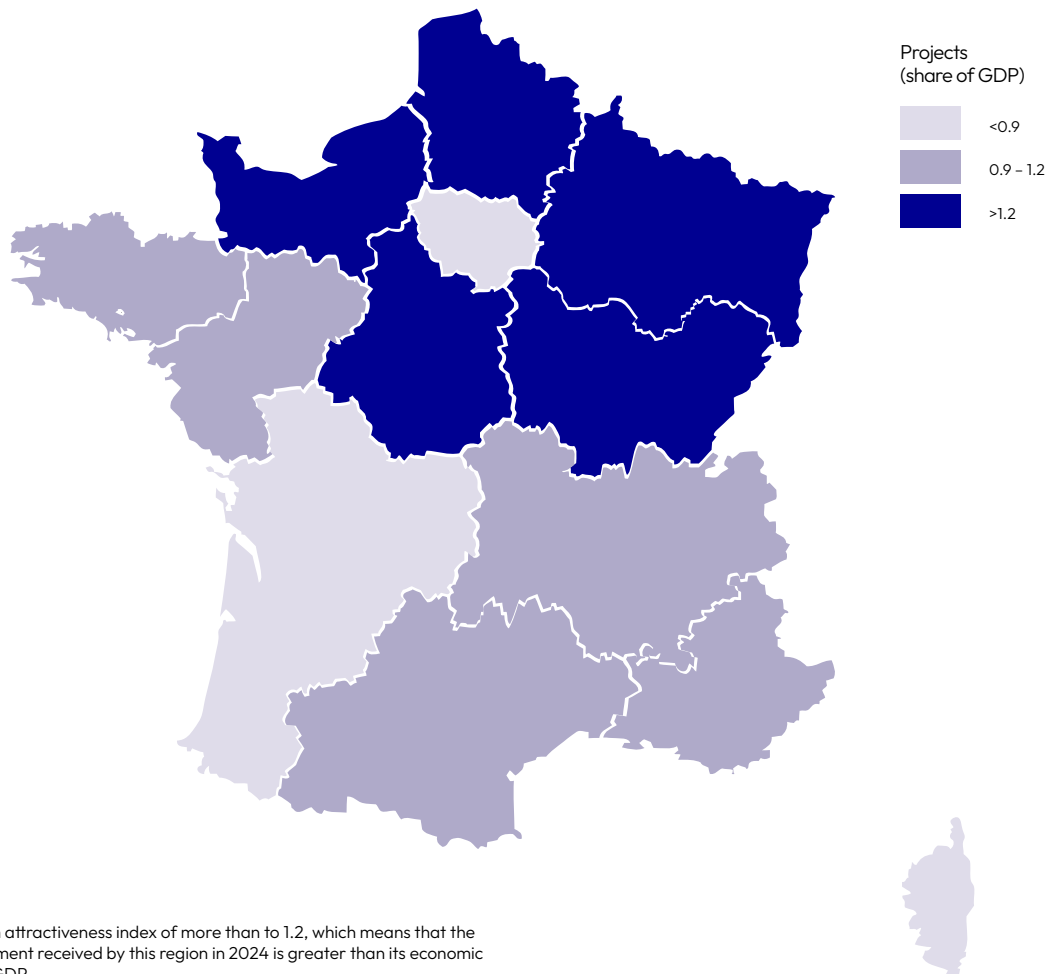 Projects
(share of GDP)
<0.9
0.9 – 1.2
>1.2
attractiveness index of more than to 1.2, which means that the
ment received by this region in 2024 is greater than its economic